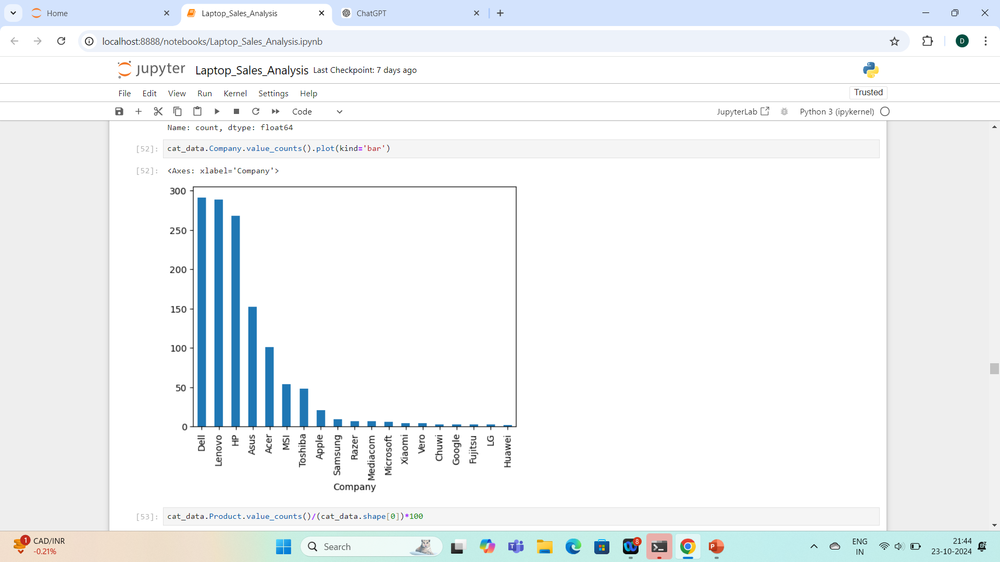 Home
Laptop_Sales_Analysis
ChatGPT
localhost:8888/notebooks/Laptop_Sales_Analysis.ipynb
D
jupyter Laptop_Sales_Analysis Last Checkpoint: 7 days ago
File Edit View Run Kernel Settings Help
Trusted
Code
JupyterLab
Python 3 (ipykernel)
Name: count, dtype: float64
[52]: cat_data.Company.value_counts().plot(kind='bar')
[52]: <Axes: xlabel='Company'>
300
250
200
150
100
50
0
Dell
Lenovo
HP
Asus
Acer
MSI
Toshiba
Apple
Samsung
Razer
Mediacom
Microsoft
Xiaomi
Vero
Chuwi
Google
Fujitsu
LG
Huawei
Company
[53]: cat_data.Product.value_counts()/(cat_data.shape[0])*100
1
CAD/INR
-0.21%
Search
8
ENG
IN
21:44
23-10-2024